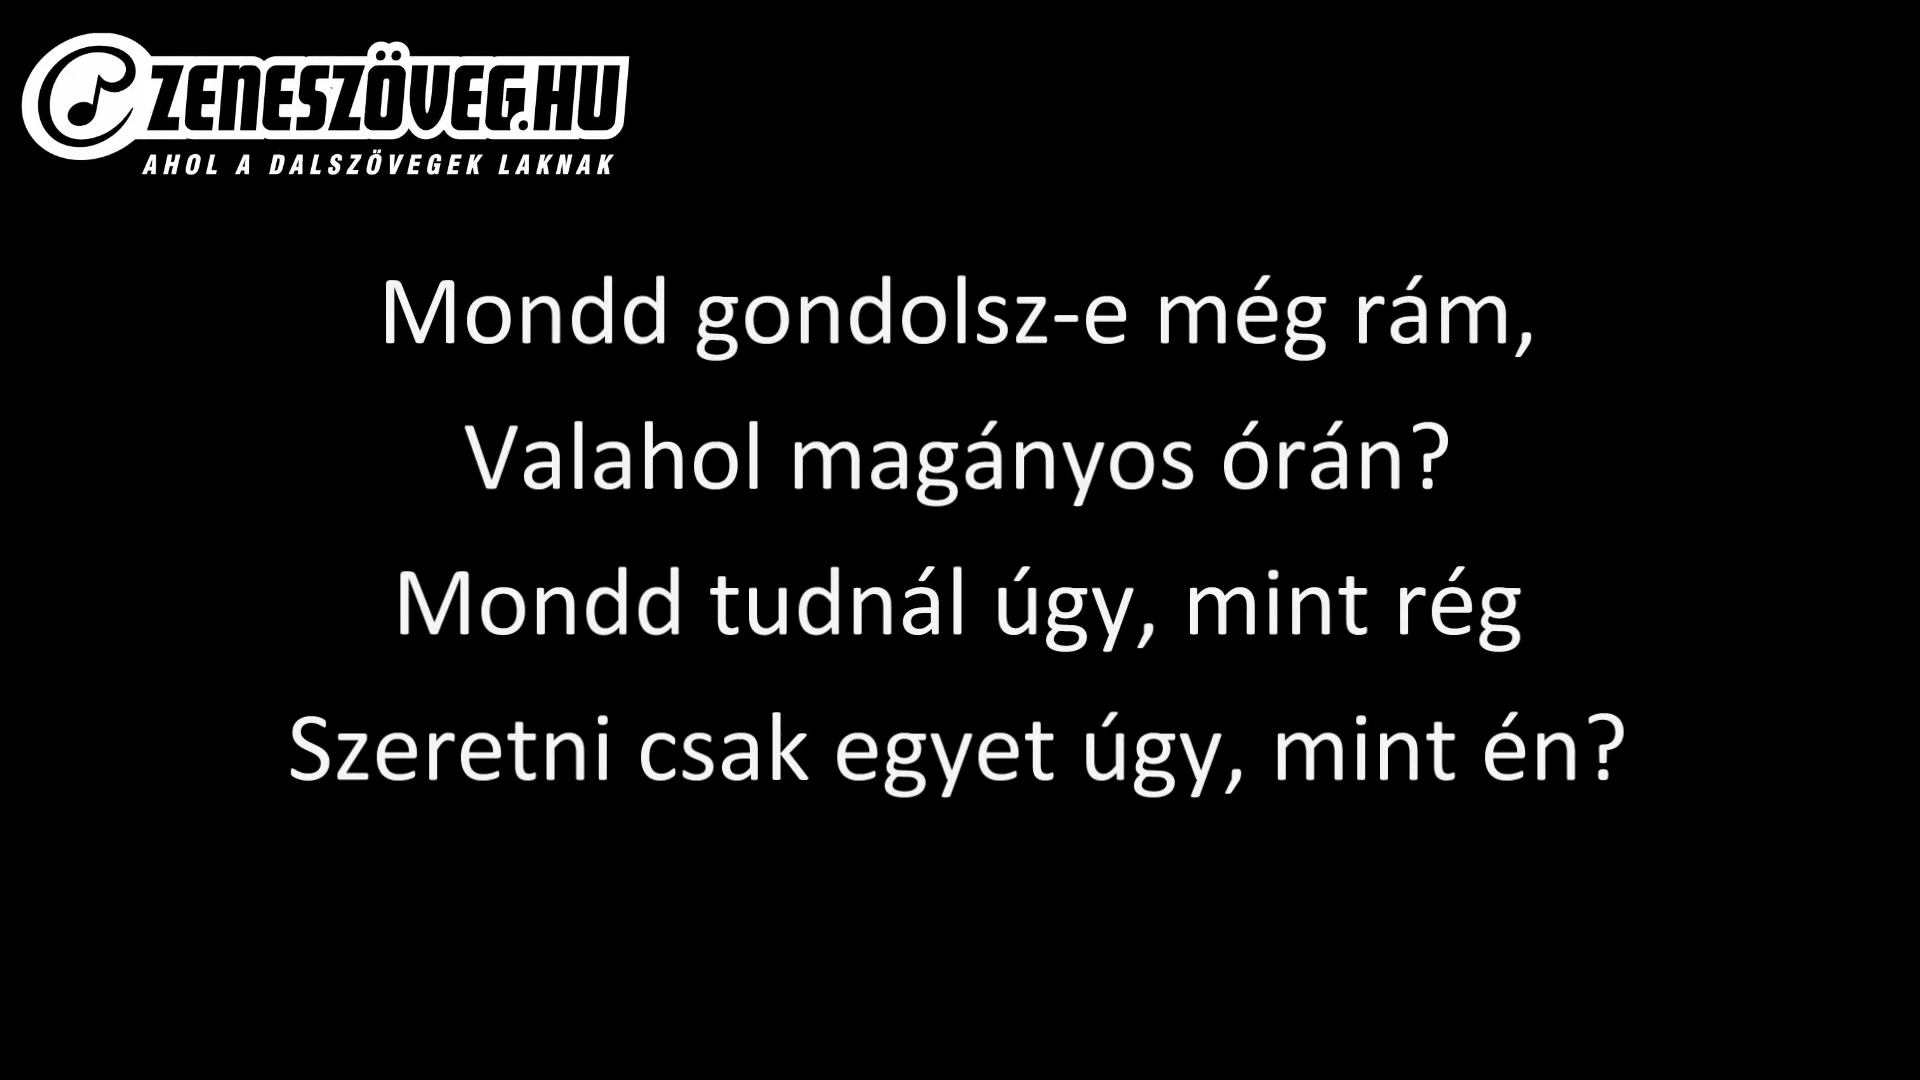 ZENESZÖVEG.HU
AHOL A DALSZÖVEGEK LAKNAK
Mondd gondolsz-e még rám,
Valahol magányos órán?
Mondd tudnál úgy, mint rég
Szeretni csak egyet úgy, mint én?